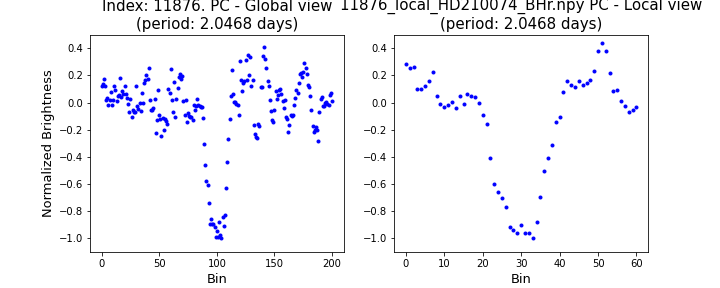 Index: 11876. PC - Global view
(period: 2.0468 days)
11876_local_HD210074_BHr.npy PC - Local view
(period: 2.0468 days)
Normalized Brightness
0.4
0.2
0.0
−0.2
−0.4
−0.6
−0.8
−1.0
0 50 100 150 200
Bin
0.4
0.2
0.0
−0.2
−0.4
−0.6
−0.8
−1.0
0 10 20 30 40 50 60
Bin